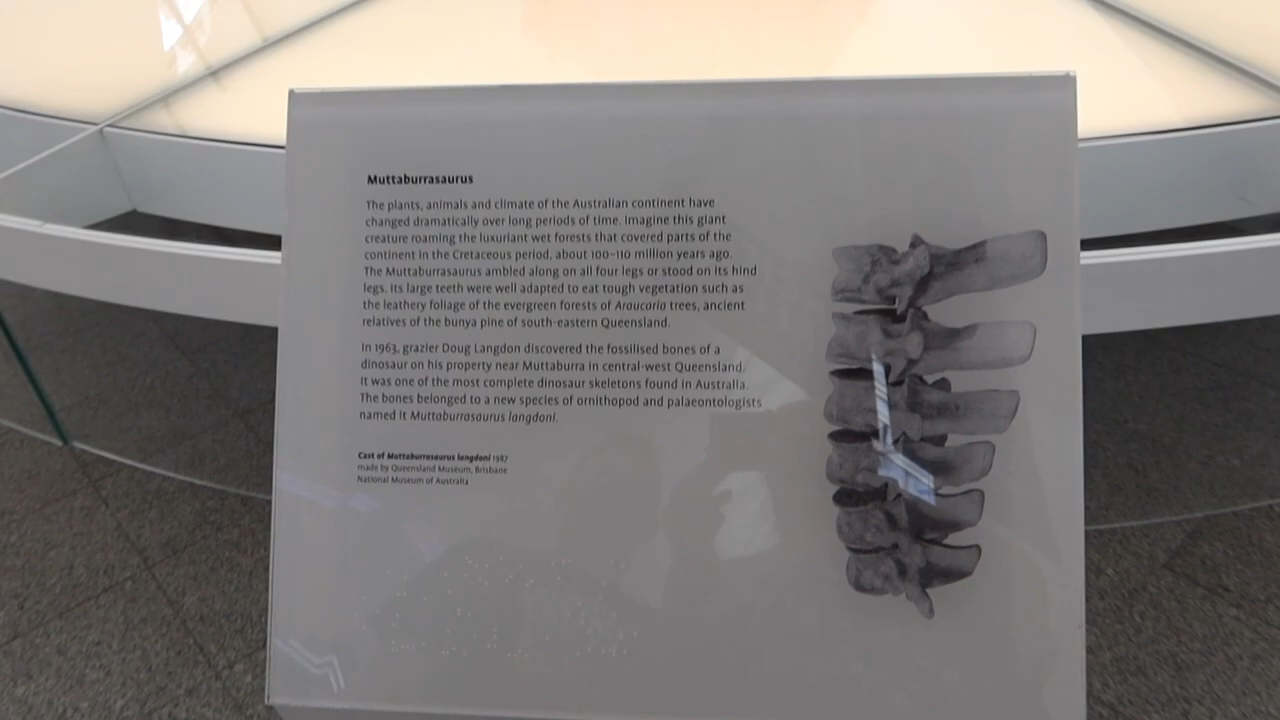 Muttaburrasaurus
The plants, animals and climate of the Australian continent have
changed dramatically over long periods of time. Imagine this giant
creature roaming the luxuriant wet forests that covered parts of the
continent in the Cretaceous period, about 100–110 million years ago.
The Muttaburrasaurus ambled along on all four legs or stood on its hind
legs. Its large teeth were well adapted to eat tough vegetation such as
the leathery foliage of the evergreen forests of Araucaria trees, ancient
relatives of the bunya pine of south-eastern Queensland.
In 1963, grazier Doug Langdon discovered the fossilised bones of a
dinosaur on his property near Muttaburra in central-west Queensland.
It was one of the most complete dinosaur skeletons found in Australia.
The bones belonged to a new species of ornithopod and palaeontologists
named it Muttaburrasaurus langdoni.
Cast of Muttaburrasaurus langdoni 1987
made by Queensland Museum, Brisbane
National Museum of Australia